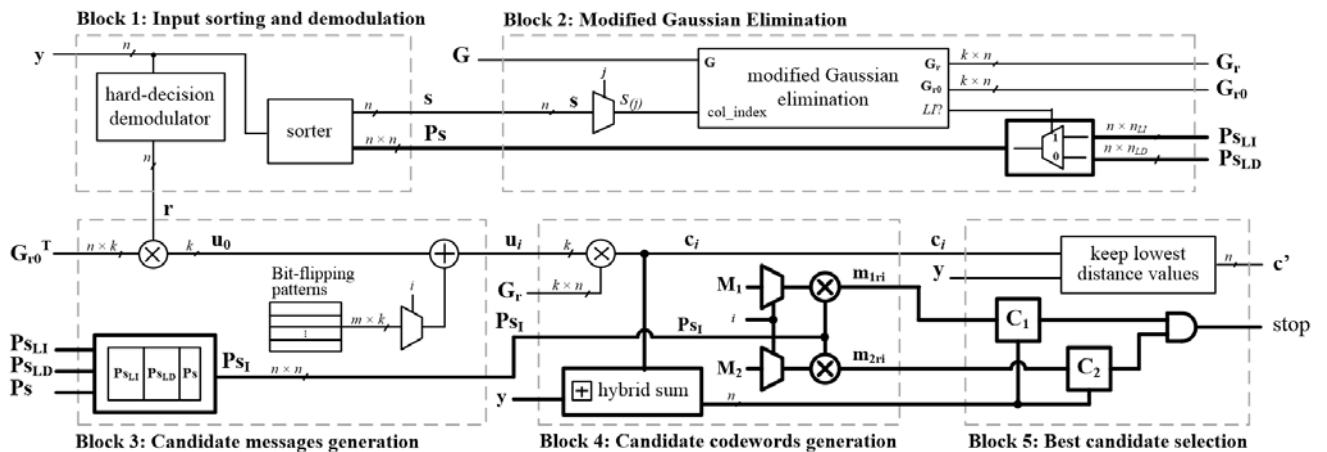 Block 1: Input sorting and demodulation
Block 2: Modified Gaussian Elimination
y
n
hard-decision
demodulator
n
sorter
n
s
n × n
Ps
r
G
n
s
j
S(j)
G
col_index
modified Gaussian
elimination
Gr
Gr0
LI?
k × n
Gr
k × n
Gr0
1
0
n × nLI
PsLI
n × nLD
PsLD
Gr0T
n × k
k
u0
Bit-flipping
patterns
⋮
m × k
i
ui
PsLI
PsLD
Ps
PsLI
PsLD
Ps
PsI
n × n
PsI
k
ci
Gr
k × n
M1
i
M2
m1ri
m2ri
PsI
y
+ hybrid sum
n
ci
y
keep lowest
distance values
n
c'
C1
C2
stop
Block 3: Candidate messages generation
Block 4: Candidate codewords generation
Block 5: Best candidate selection